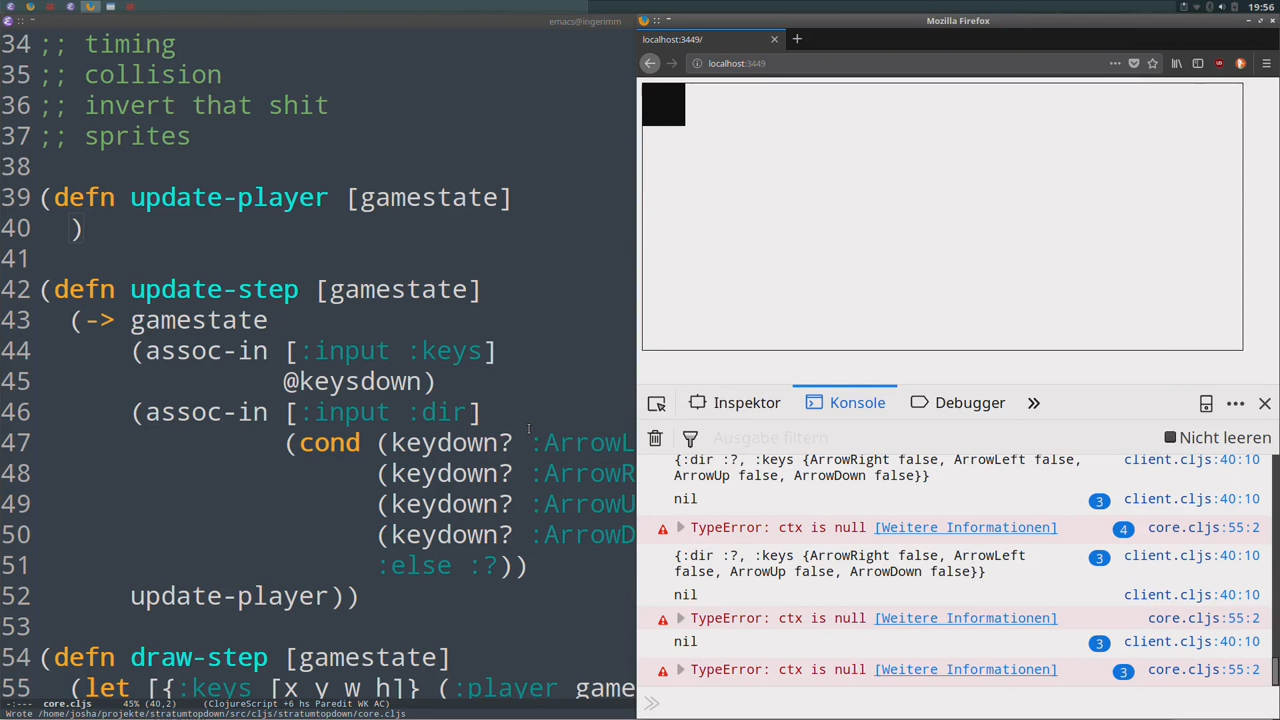 19:56
emacs@ingerimm
Mozilla Firefox
34 ;; timing
35 ;; collision
36 ;; invert that shit
37 ;; sprites
38
39 (defn update-player [gamestate]
40 )
41
42 (defn update-step [gamestate]
43 (-> gamestate
44 (assoc-in [:input :keys]
45 @keysdown)
46 (assoc-in [:input :dir]
47 (cond (keydown? :ArrowL
48 (keydown? :ArrowR
49 (keydown? :ArrowU
50 (keydown? :ArrowD
51 :else :?))
52 update-player))
53
54 (defn draw-step [gamestate]
55 (let [{:keys [x y w h]} (:player game
-:--- core.cljs 45% (40,2) (ClojureScript +6 hs Paredit WK AC)
Wrote /home/josha/projekte/stratumtopdown/src/cljs/stratumtopdown/core.cljs
localhost:3449/
localhost:3449
Inspektor Konsole Debugger
Ausgabe filtern Nicht leeren
{:dir :?, :keys {ArrowRight false, ArrowLeft false, client.cljs:40:10
ArrowUp false, ArrowDown false}}
nil 3 client.cljs:40:10
TypeError: ctx is null [Weitere Informationen] 4 core.cljs:55:2
{:dir :?, :keys {ArrowRight false, ArrowLeft 3 client.cljs:40:10
false, ArrowUp false, ArrowDown false}}
nil client.cljs:40:10
TypeError: ctx is null [Weitere Informationen] core.cljs:55:2
nil 3 client.cljs:40:10
TypeError: ctx is null [Weitere Informationen] 3 core.cljs:55:2